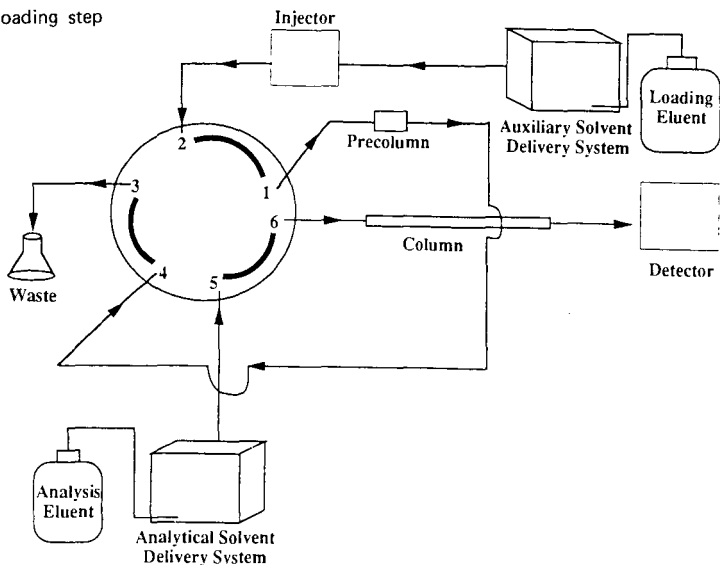 oading step
Injector
Loading
Eluent
Auxiliary Solvent
Delivery System
Precolumn
2
1
3
6
4
5
Column
Detector
Waste
Analysis
Eluent
Analytical Solvent
Delivery System